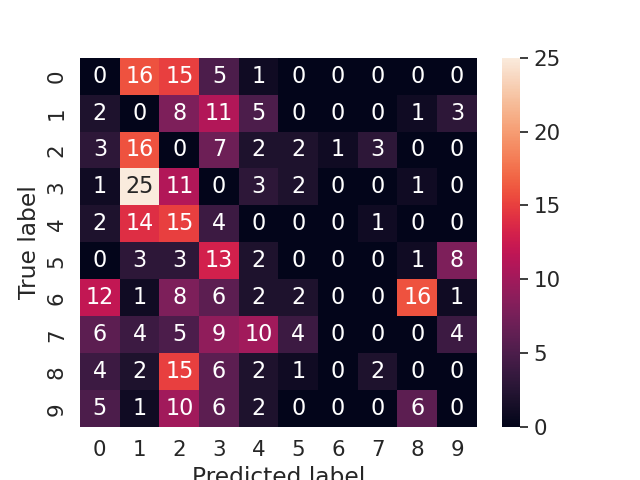 0 0 16 15 5 1 0 0 0 0 0
1 2 0 8 11 5 0 0 0 1 3
2 3 16 0 7 2 2 1 3 0 0
3 1 25 11 0 3 2 0 0 1 0
4 2 14 15 4 0 0 0 1 0 0
5 0 3 3 13 2 0 0 0 1 8
6 12 1 8 6 2 2 0 0 16 1
7 6 4 5 9 10 4 0 0 0 4
8 4 2 15 6 2 1 0 2 0 0
9 5 1 10 6 2 0 0 0 6 0
0 1 2 3 4 5 6 7 8 9
Predicted label
True label
25
20
15
10
5
0